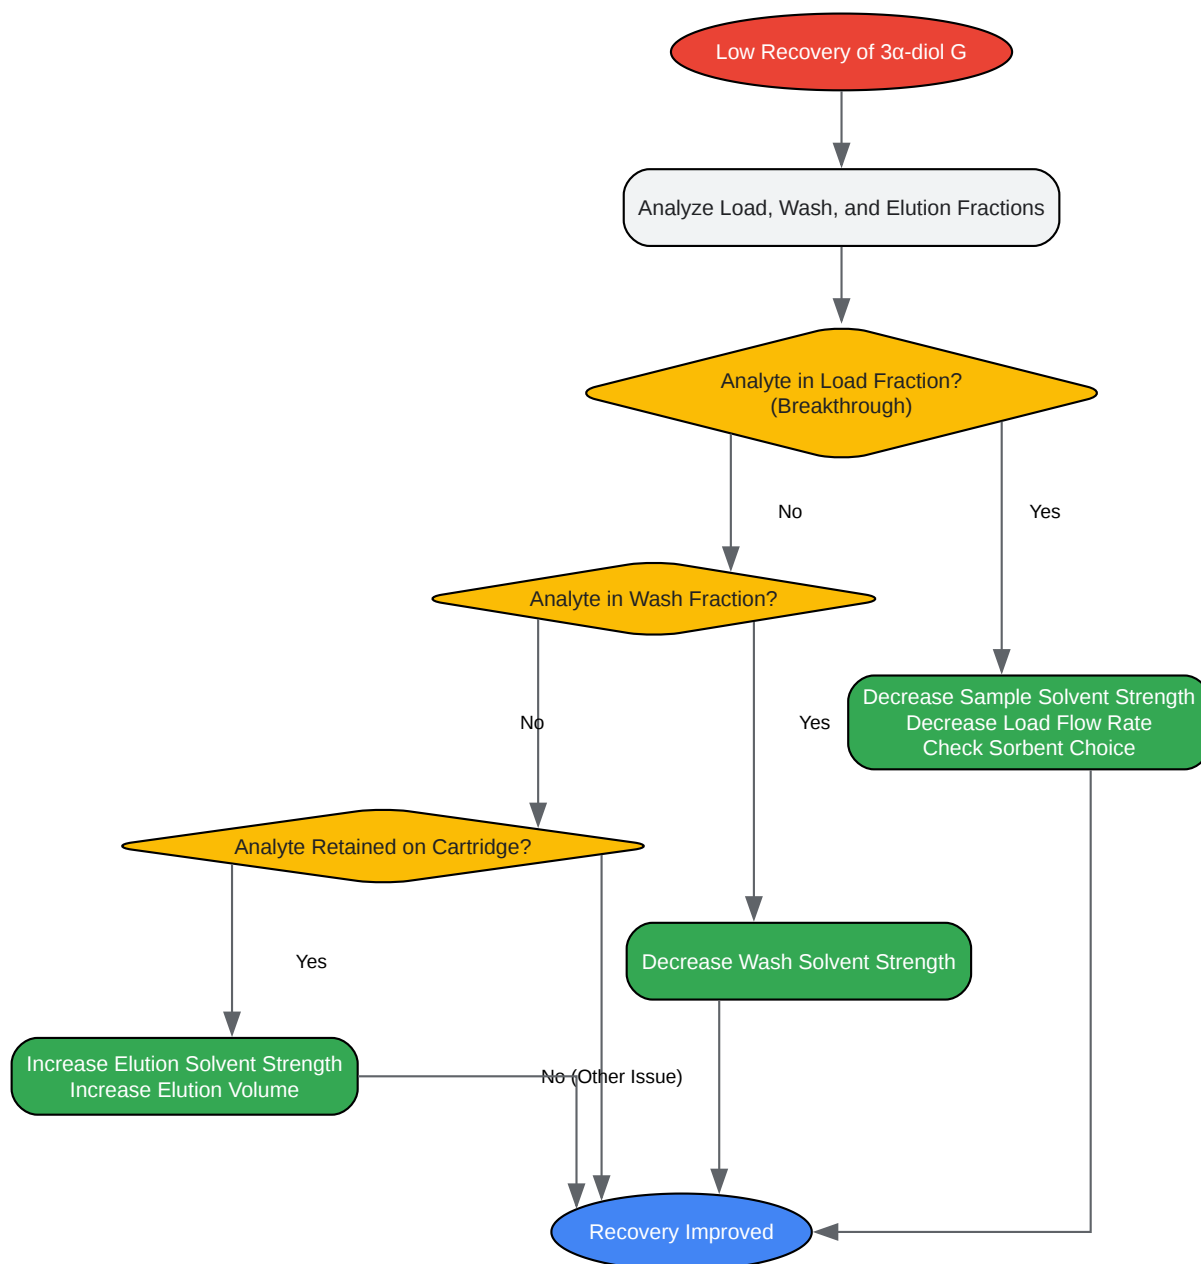 Low Recovery of 3α-diol G
Analyze Load, Wash, and Elution Fractions
Analyte in Load Fraction?
(Breakthrough)
No
Yes
Analyte in Wash Fraction?
Decrease Sample Solvent Strength
Decrease Load Flow Rate
Check Sorbent Choice
No
Yes
Analyte Retained on Cartridge?
Yes
Decrease Wash Solvent Strength
Increase Elution Solvent Strength
Increase Elution Volume
No (Other Issue)
Recovery Improved